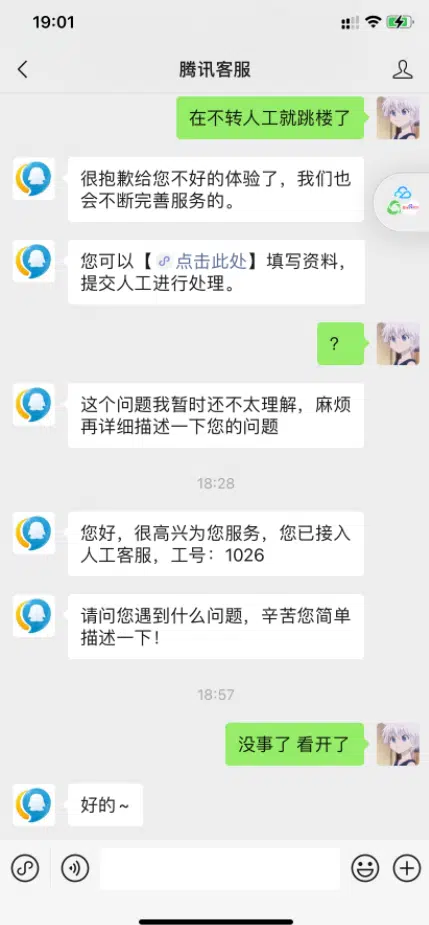 19:01
腾讯客服
在不转人工就跳楼了
很抱歉给您不好的体验了，我们也
会不断完善服务的。
您可以【点击此处】填写资料，
提交人工进行处理。
？
这个问题我暂时还不太理解，麻烦
再详细描述一下您的问题
18:28
您好，很高兴为您服务，您已接入
人工客服，工号：1026
请问您遇到什么问题，辛苦您简单
描述一下！
18:57
没事了 看开了
好的～